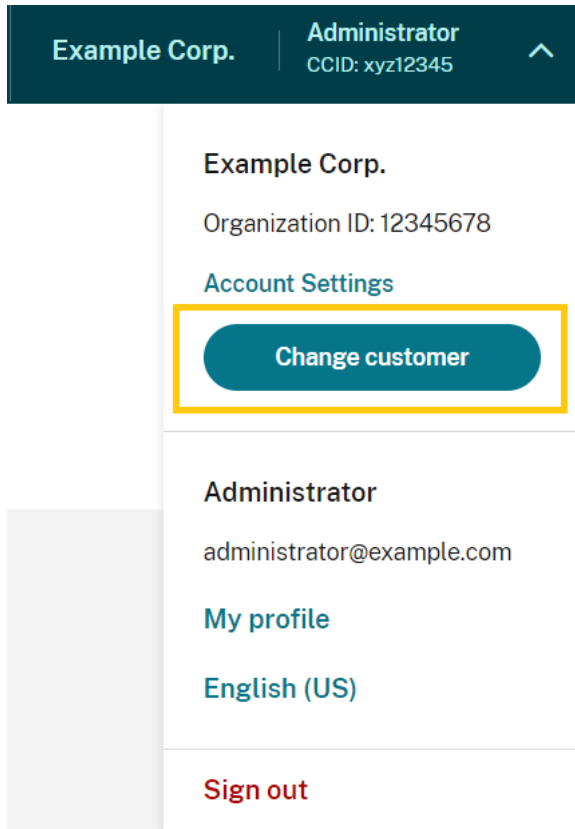 Example Corp.
Administrator
CCID: xyz12345
Example Corp.
Organization ID: 12345678
Account Settings
Change customer
Administrator
administrator@example.com
My profile
English (US)
Sign out